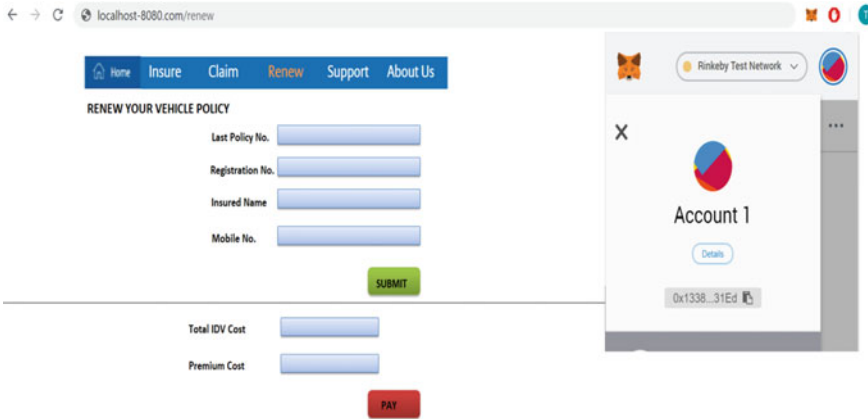 localhost-8080.com/renew
T
Home Insure Claim Renew Support About Us
Rinkeby Test Network
RENEW YOUR VEHICLE POLICY
Last Policy No.
Registration No.
Insured Name
Mobile No.
SUBMIT
X
Account 1
Details
0x1338...31Ed
Total IDV Cost
Premium Cost
PAY